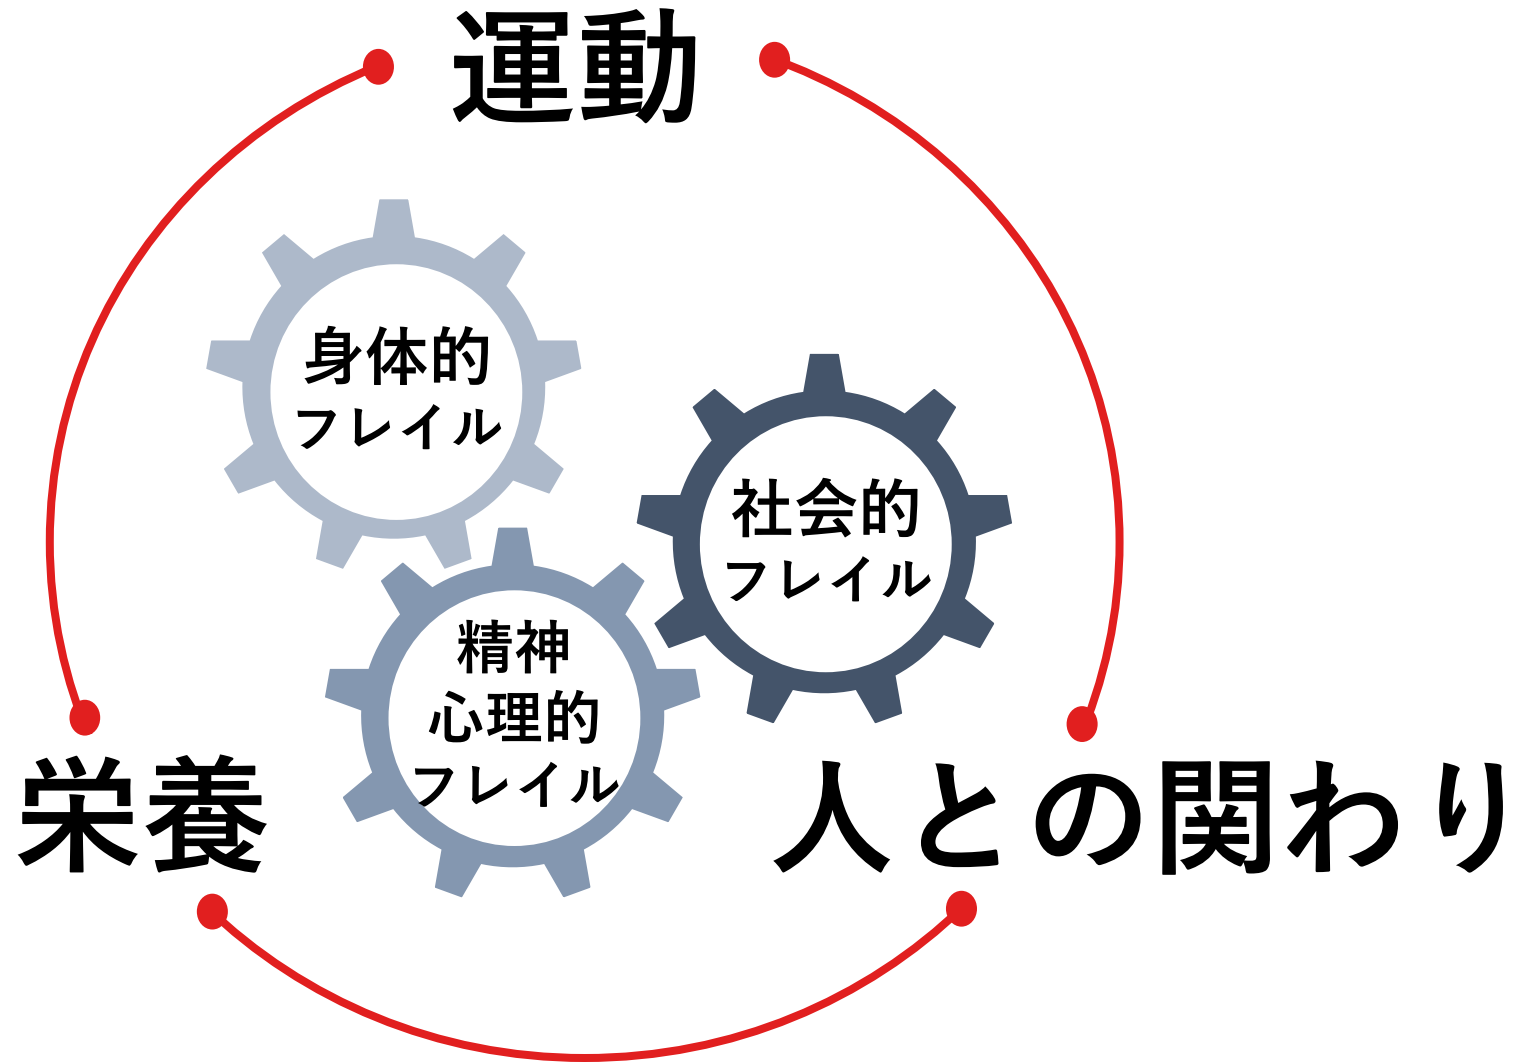 運動
身体的
フレイル
社会的
フレイル
精神
心理的
フレイル
栄養
人との関わり